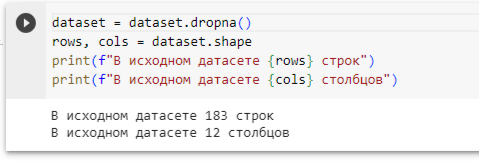 dataset = dataset.dropna()
rows, cols = dataset.shape
print(f"В исходном датасете {rows} строк")
print(f"В исходном датасете {cols} столбцов")
В исходном датасете 183 строк
В исходном датасете 12 столбцов